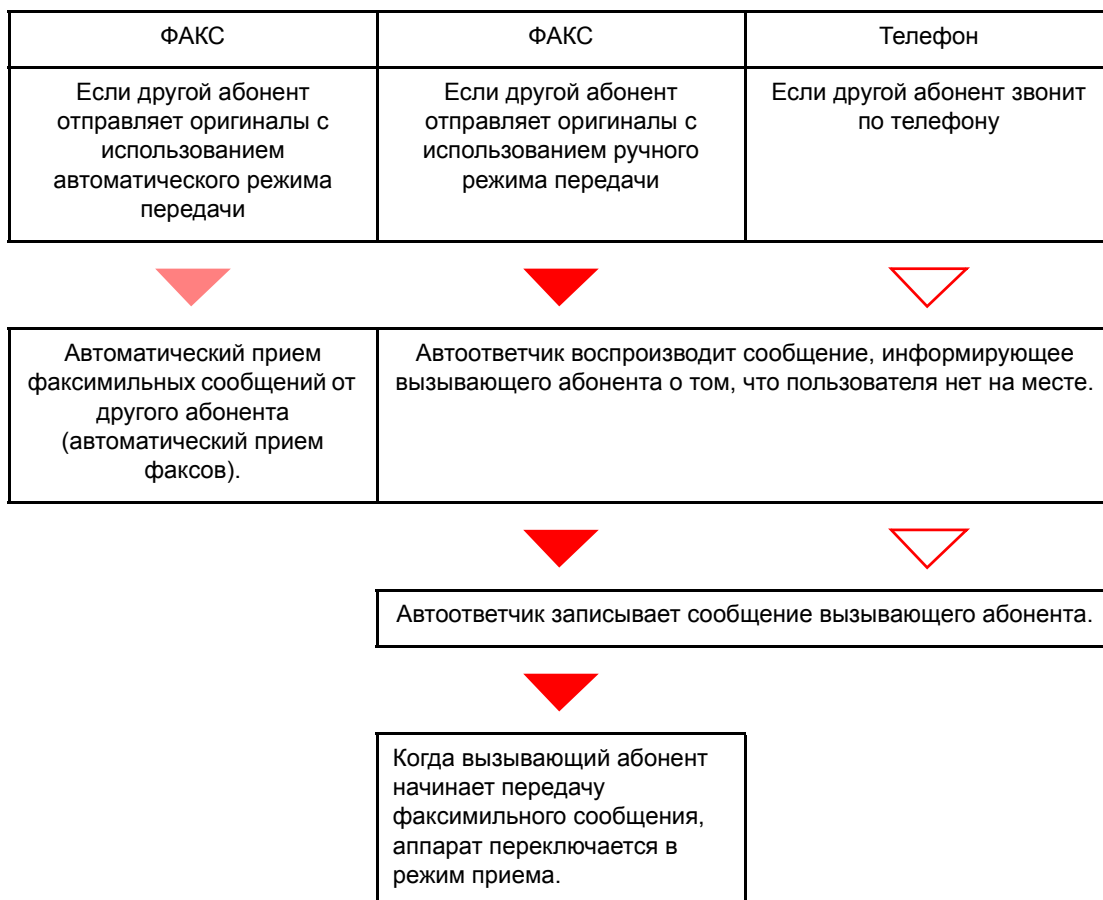 ФАКС
ФАКС
Телефон
Если другой абонент
отправляет оригиналы с
использованием
автоматического режима
передачи
Если другой абонент
отправляет оригиналы с
использованием ручного
режима передачи
Если другой абонент звонит
по телефону
Автоматический прием
факсимильных сообщений от
другого абонента
(автоматический прием
факсов).
Автоответчик воспроизводит сообщение, информирующее
вызывающего абонента о том, что пользователя нет на месте.
Автоответчик записывает сообщение вызывающего абонента.
Когда вызывающий абонент
начинает передачу
факсимильного сообщения,
аппарат переключается в
режим приема.